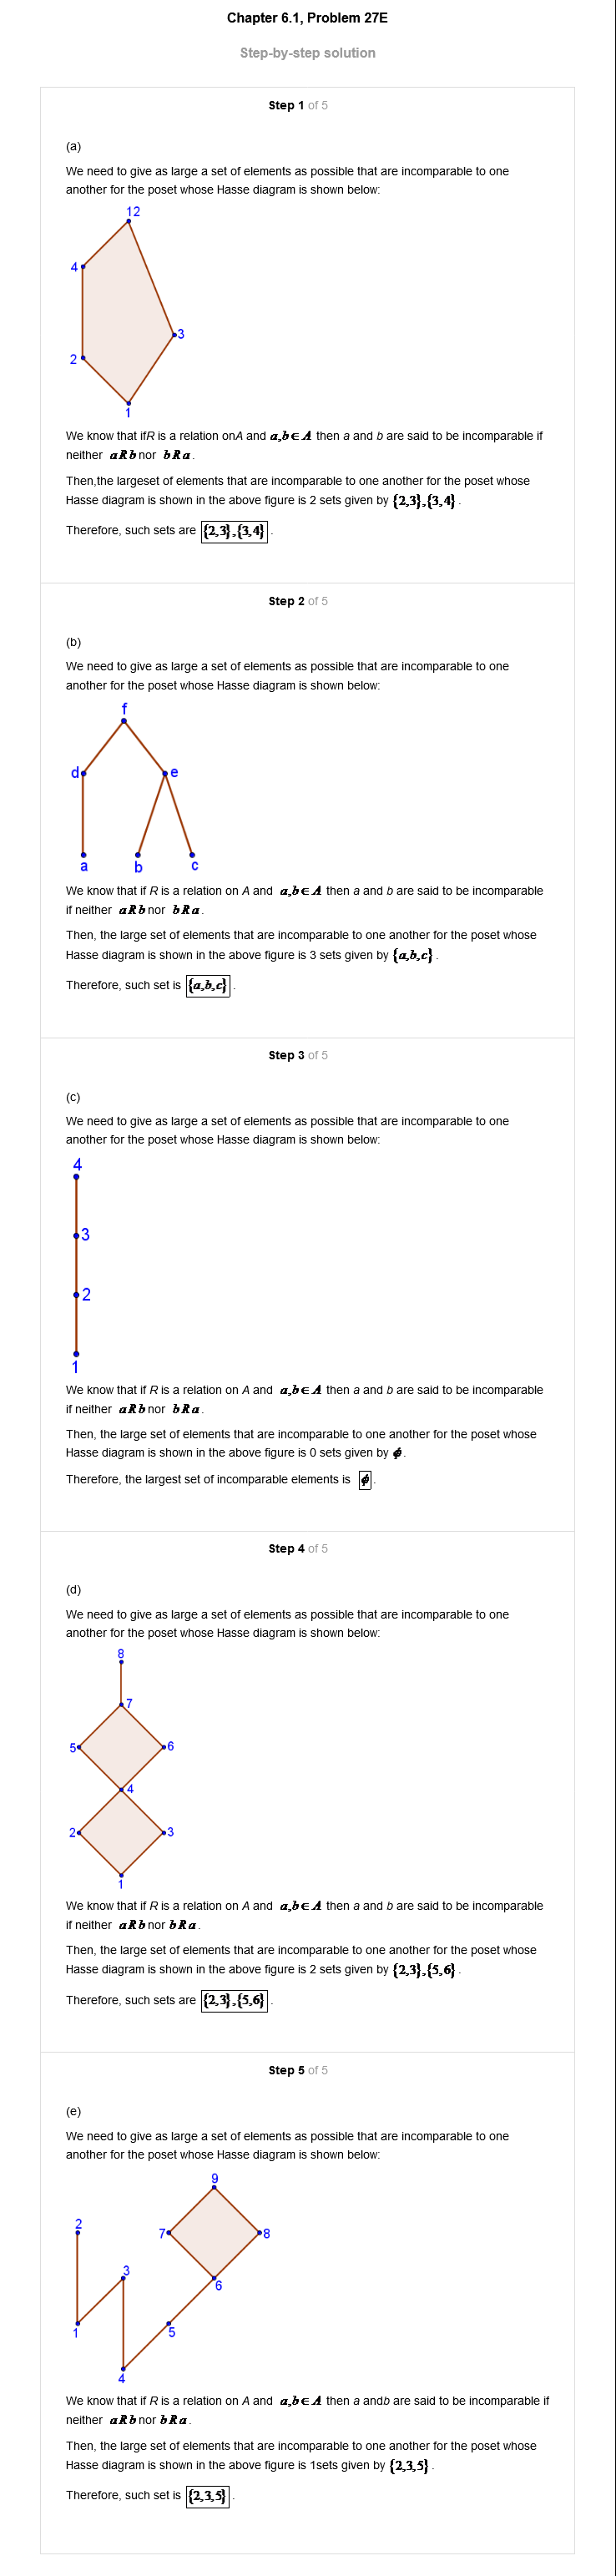 Chapter 6.1, Problem 27E
Step-by-step solution
Step 1 of 5
(a)
We need to give as large a set of elements as possible that are incomparable to one
another for the poset whose Hasse diagram is shown below:
12
4
3
2
1
We know that ifR is a relation onA and a,b∈A then a and b are said to be incomparable if
neither aRb nor bRa.
Then,the largeset of elements that are incomparable to one another for the poset whose
Hasse diagram is shown in the above figure is 2 sets given by {2,3},{3,4}.
Therefore, such sets are {2,3},{3,4}.
Step 2 of 5
(b)
We need to give as large a set of elements as possible that are incomparable to one
another for the poset whose Hasse diagram is shown below:
f
d e
a b c
We know that if R is a relation on A and a,b∈A then a and b are said to be incomparable
if neither aRb nor bRa.
Then, the large set of elements that are incomparable to one another for the poset whose
Hasse diagram is shown in the above figure is 3 sets given by {a,b,c}.
Therefore, such set is {a,b,c}.
Step 3 of 5
(c)
We need to give as large a set of elements as possible that are incomparable to one
another for the poset whose Hasse diagram is shown below:
4
3
2
1
We know that if R is a relation on A and a,b∈A then a and b are said to be incomparable
if neither aRb nor bRa.
Then, the large set of elements that are incomparable to one another for the poset whose
Hasse diagram is shown in the above figure is 0 sets given by ϕ.
Therefore, the largest set of incomparable elements is ϕ.
Step 4 of 5
(d)
We need to give as large a set of elements as possible that are incomparable to one
another for the poset whose Hasse diagram is shown below:
8
7
5 6
4
2 3
1
We know that if R is a relation on A and a,b∈A then a and b are said to be incomparable
if neither aRb nor bRa.
Then, the large set of elements that are incomparable to one another for the poset whose
Hasse diagram is shown in the above figure is 2 sets given by {2,3},{5,6}.
Therefore, such sets are {2,3},{5,6}.
Step 5 of 5
(e)
We need to give as large a set of elements as possible that are incomparable to one
another for the poset whose Hasse diagram is shown below:
9
2 7 8
3
6
1 5
4
We know that if R is a relation on A and a,b∈A then a andb are said to be incomparable if
neither aRb nor bRa.
Then, the large set of elements that are incomparable to one another for the poset whose
Hasse diagram is shown in the above figure is 1sets given by {2,3,5}.
Therefore, such set is {2,3,5}.